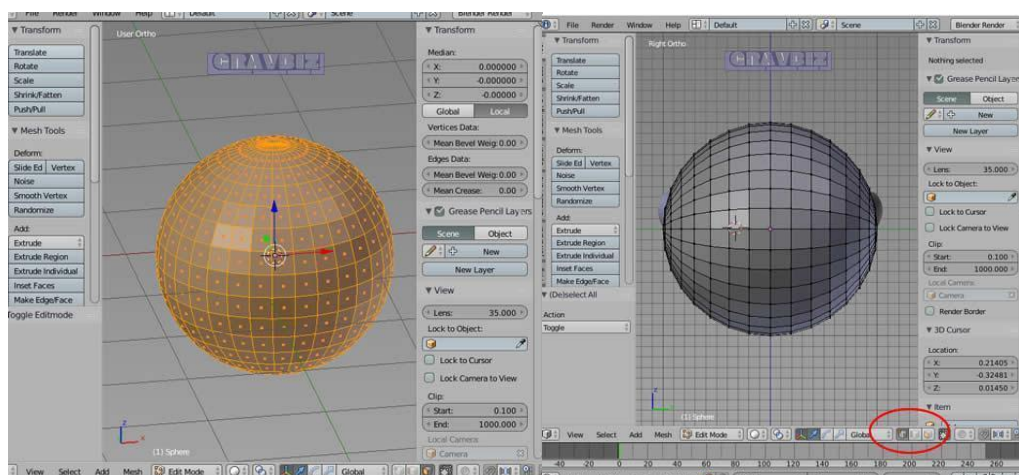 File Render Window Help Default Scene Blender Render
Transform
Translate
Rotate
Scale
Shrink/Fatten
Push/Pull
Mesh Tools
Deform:
Slide Ed Vertex
Noise
Smooth Vertex
Randomize
Add:
Extrude
Extrude Region
Extrude Individual
Inset Faces
Make Edge/Face
Toggle Editmode
User Ortho
GRAVBIZ
z
x
(1) Sphere
Transform
Median:
X: 0.000000
Y: -0.000000
Z: -0.00000
Global Local
Vertices Data:
Mean Bevel Weig: 0.00
Edges Data:
Mean Bevel Weig: 0.00
Mean Crease: 0.00
Grease Pencil Layers
Scene Object
New
New Layer
View
Lens: 35.000
Lock to Object:
Lock to Cursor
Lock Camera to View
Clip:
Start: 0.100
End: 1000.000
Local Camera:
Camera
View Select Add Mesh Edit Mode Global
File Render Window Help Default Scene Blender Render
Transform
Translate
Rotate
Scale
Shrink/Fatten
Push/Pull
Mesh Tools
Deform:
Slide Ed Vertex
Noise
Smooth Vertex
Randomize
Add:
Extrude
Extrude Region
Extrude Individual
Inset Faces
Make Edge/Face
(De)select All
Action
Toggle
Right Ortho
GRAVBIZ
z
(1) Sphere
Transform
Nothing selected
Grease Pencil Layer
Scene Object
New
New Layer
View
Lens: 35.000
Lock to Object:
Lock to Cursor
Lock Camera to View
Clip:
Start: 0.100
End: 1000.000
Local Camera:
Camera
Render Border
3D Cursor
Location:
X: 0.21405
Y: -0.32481
Z: 0.01450
Item
View Select Add Mesh Edit Mode Global
-40 -20 0 20 40 60 80 100 120 140 160 180 200 220 240 260